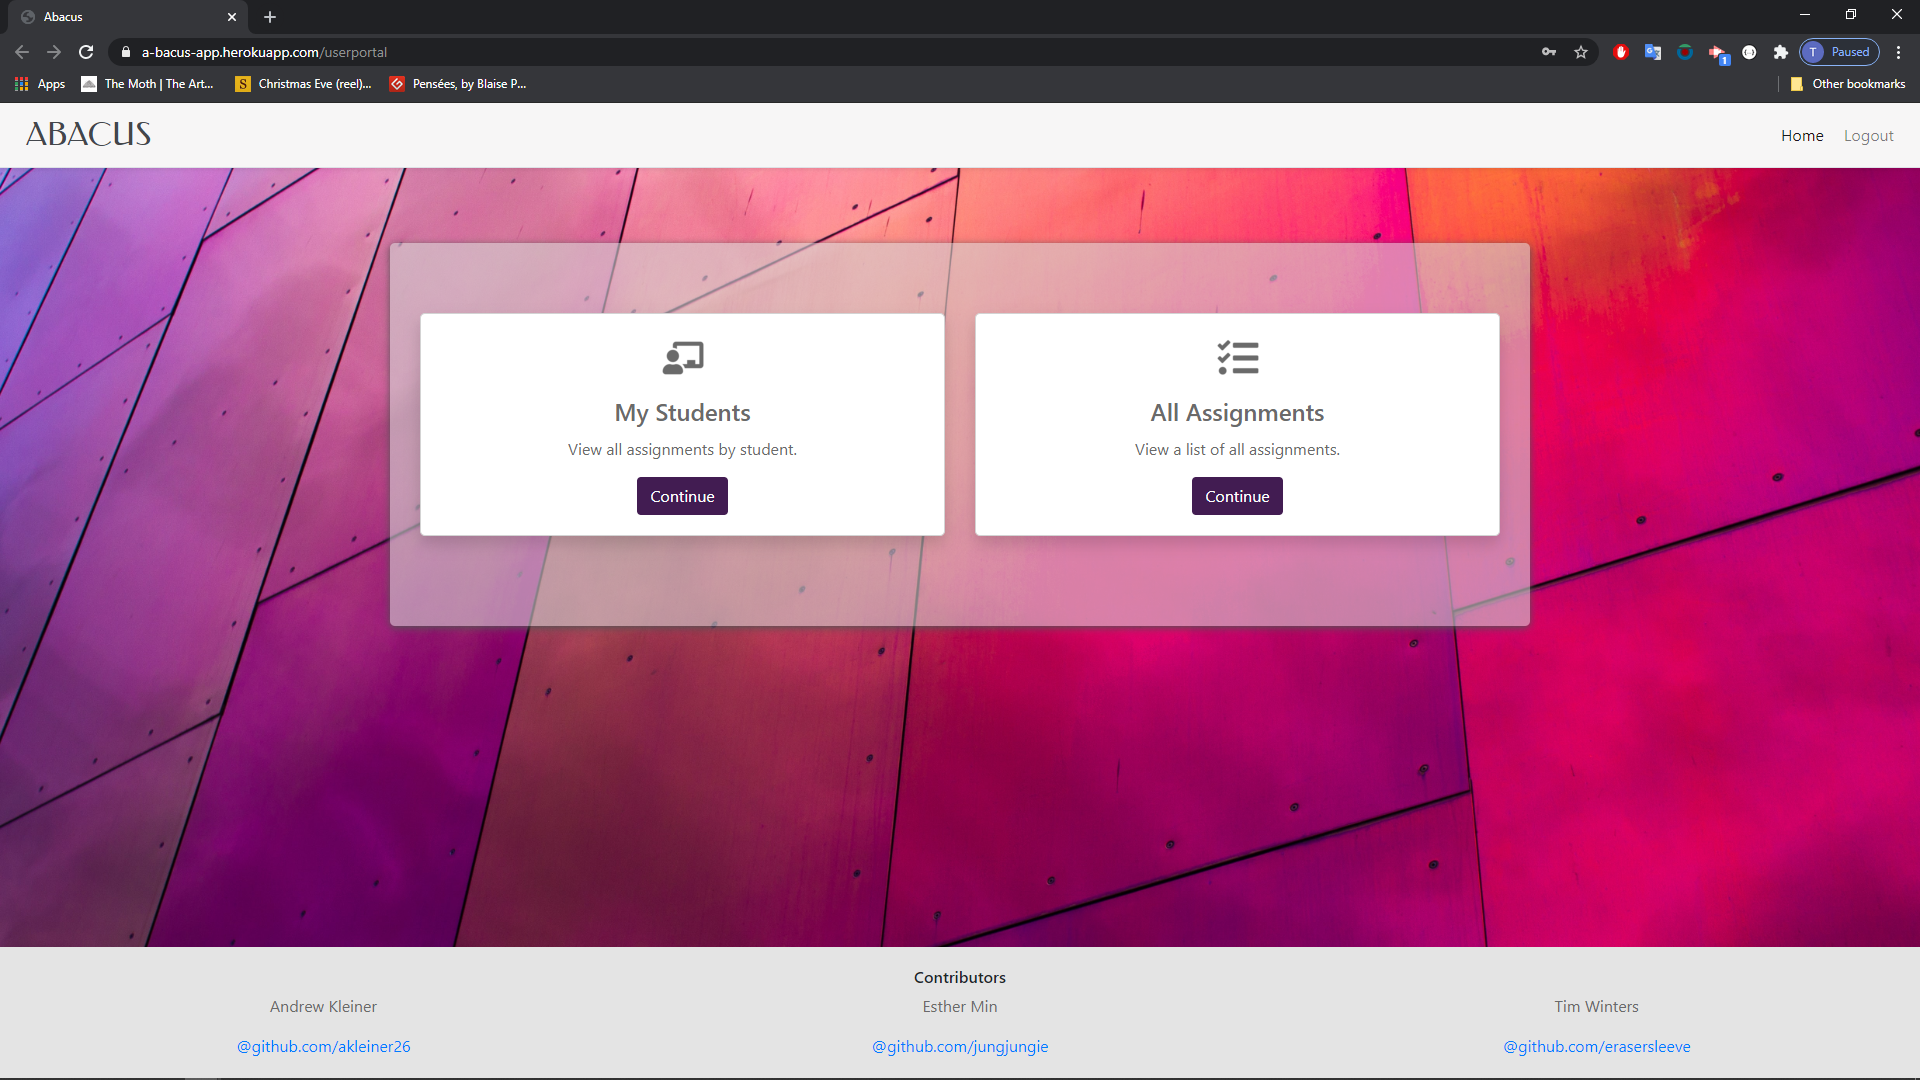 Abacus
a-bacus-app.herokuapp.com/userportal
1
T Paused
Apps
The Moth | The Art...
S Christmas Eve (reel)...
Pensées, by Blaise P...
Other bookmarks
ABACUS
Home
Logout
My Students
View all assignments by student.
Continue
All Assignments
View a list of all assignments.
Continue
Contributors
Andrew Kleiner
Esther Min
Tim Winters
@github.com/akleiner26
@github.com/jungjungie
@github.com/erasersleeve